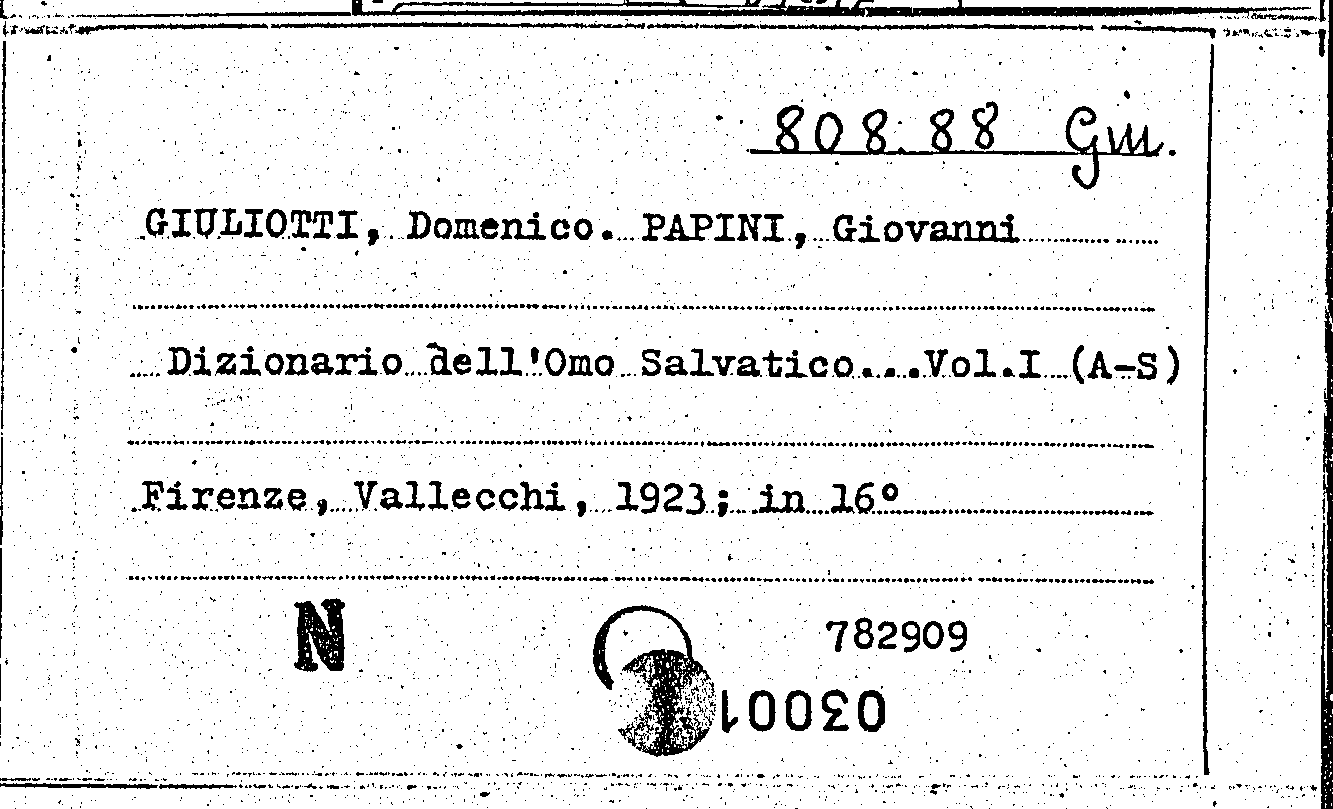 808.88 Giu.
GIULIOTTI, Domenico. PAPINI, Giovanni
Dizionario dell'Omo Salvatico...Vol.I (A-S)
Firenze, Vallecchi, 1923; in 16°
N
782909
03001